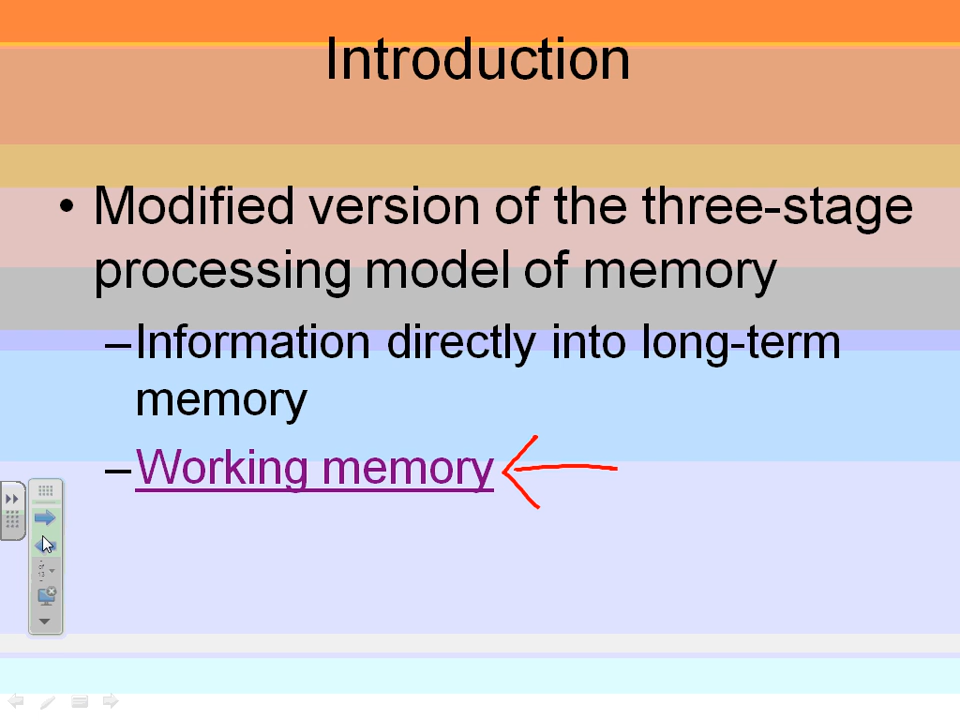 Introduction
• Modified version of the three-stage
processing model of memory
–Information directly into long-term
memory
–Working memory